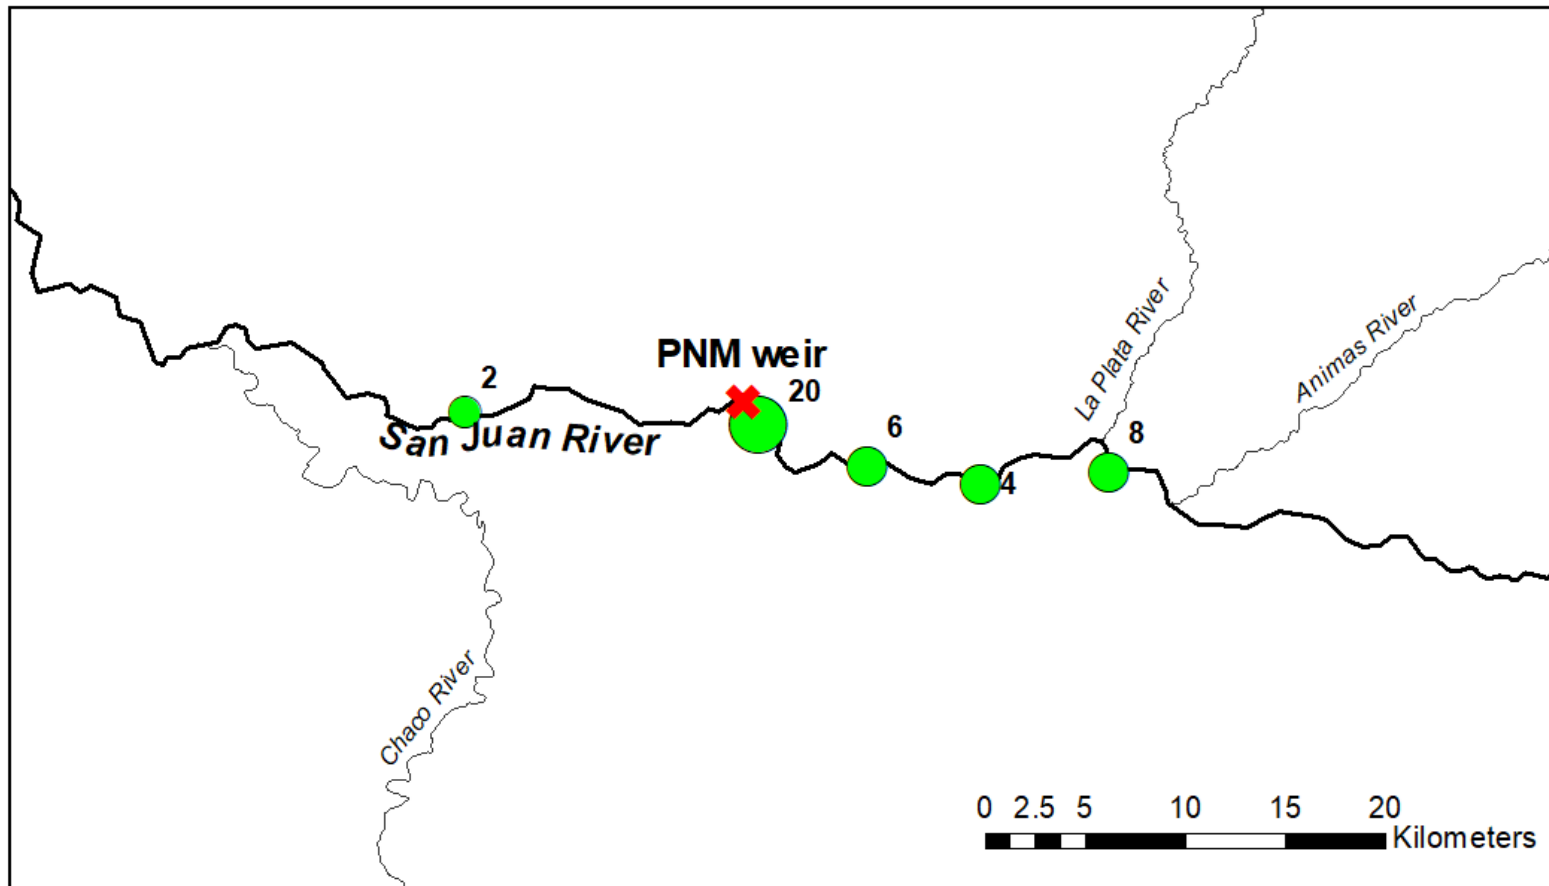 La Plata River
Animas River
PNM weir
2
20
6
8
4
San Juan River
Chaco River
0 2.5 5 10 15 20
Kilometers